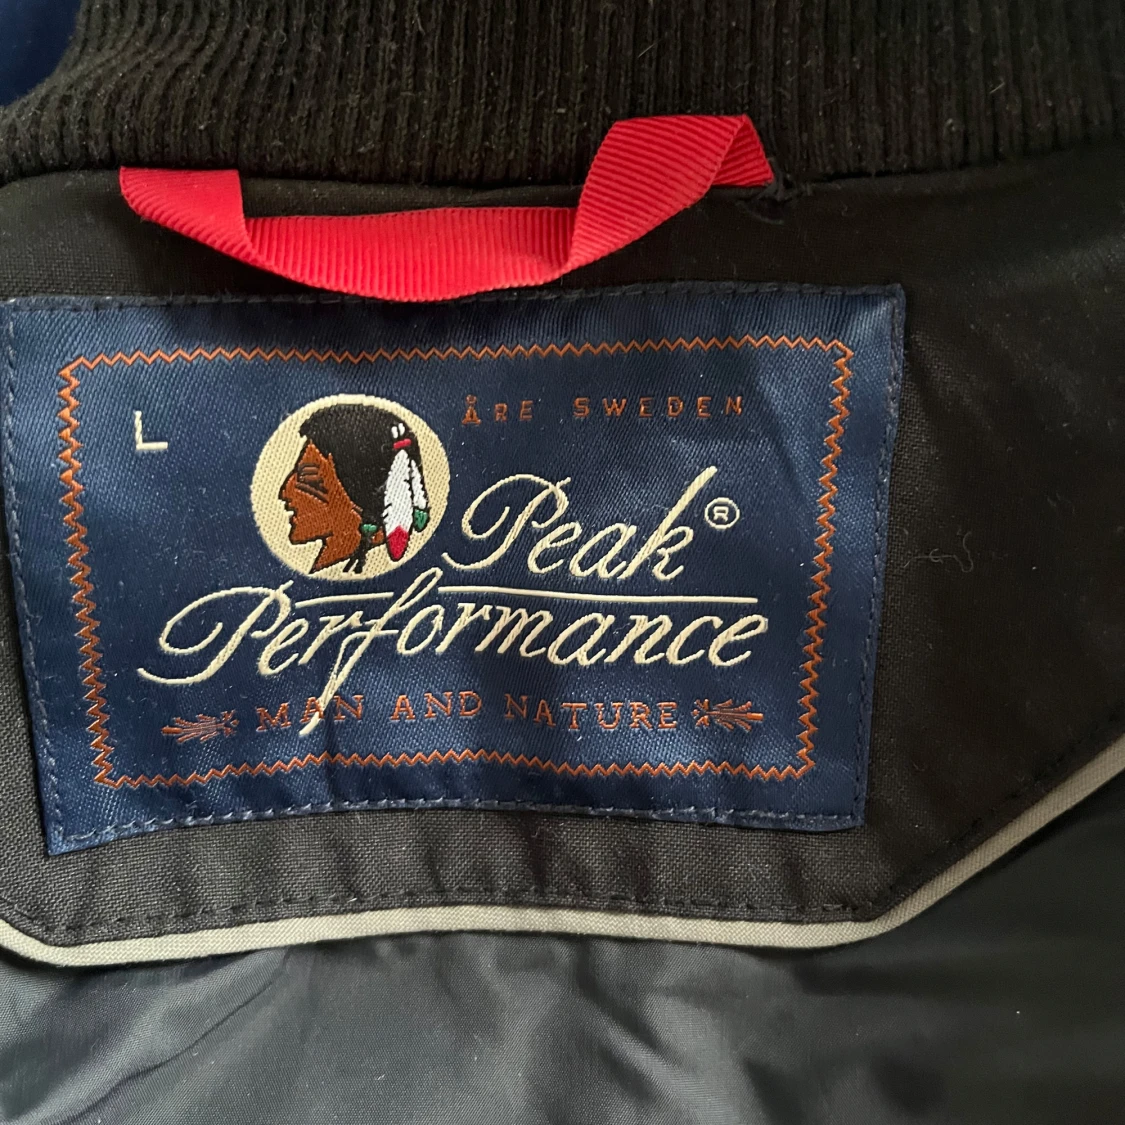 L
ÅRE SWEDEN
Peak®
Performance
MAN AND NATURE